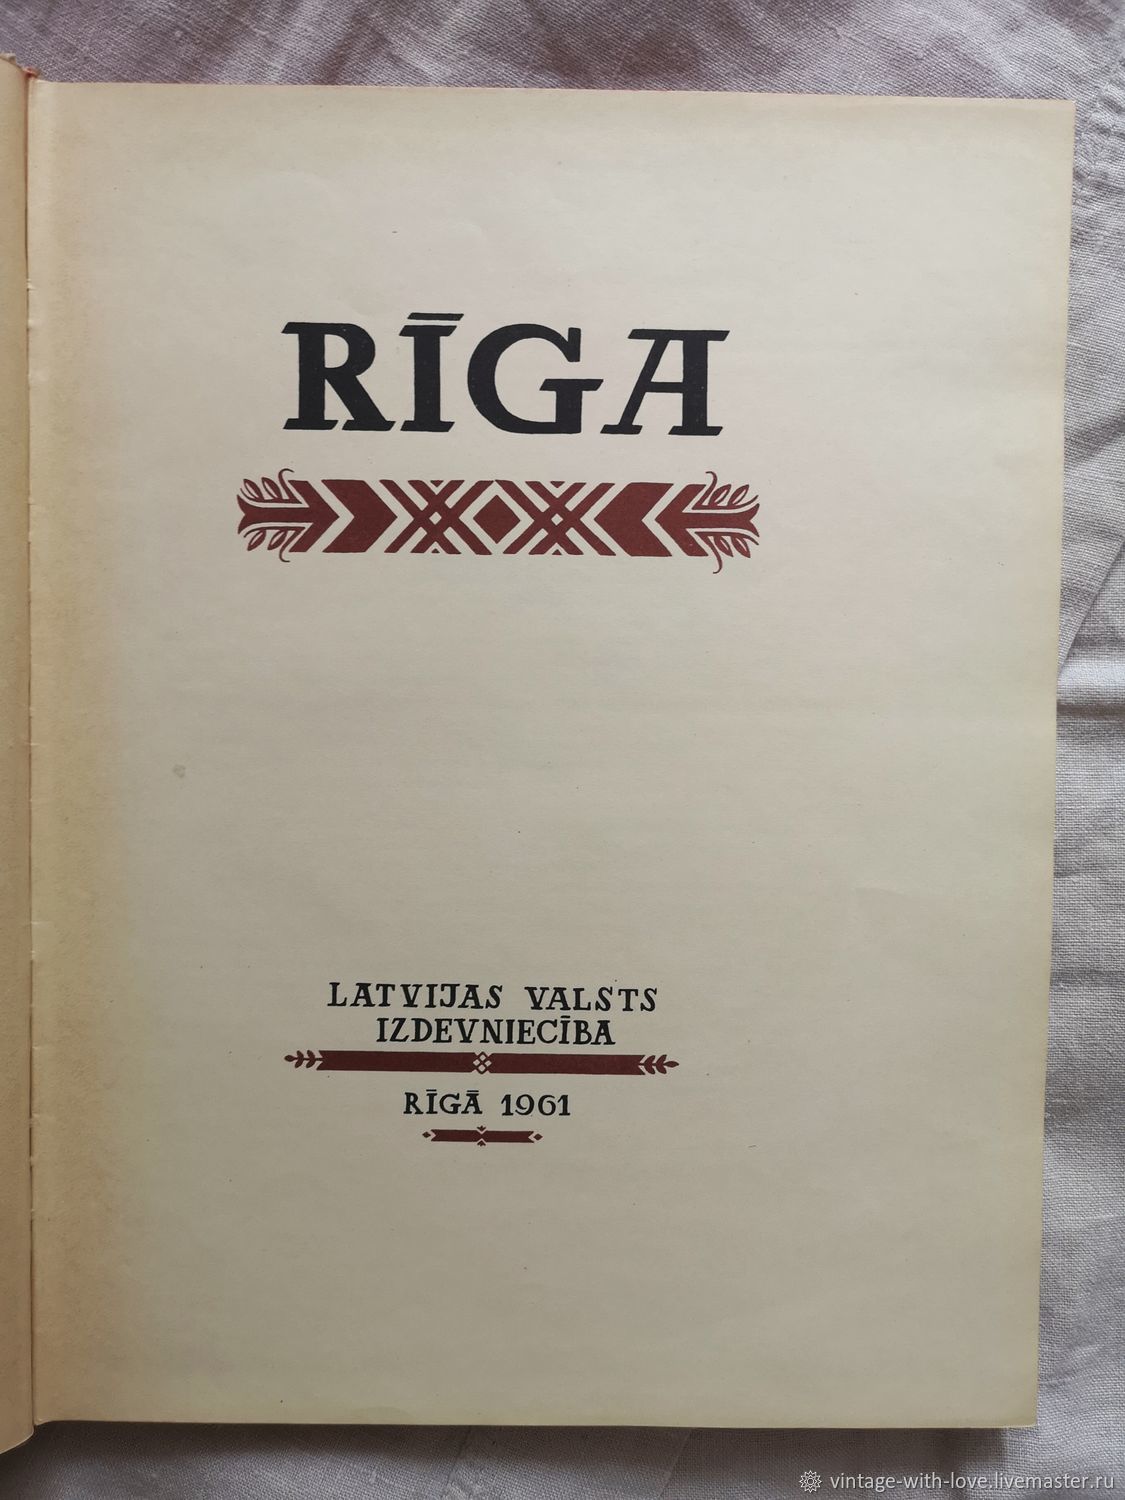 RĪGA
LATVIJAS VALSTS
IZDEVNIECĪBA
RĪGĀ 1961
vintage-with-love.livemaster.ru